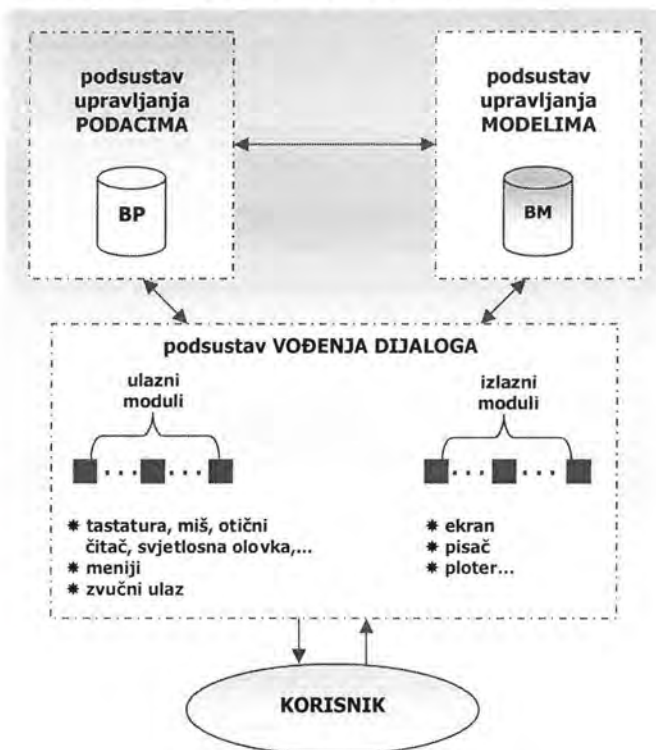 podsustav
upravljanja
PODACIMA
BP
podsustav
upravljanja
MODELIMA
BM
podsustav VOĐENJA DIJALOGA
ulazni
moduli
izlazni
moduli
✷ tastatura, miš, otični
čitač, svjetlosna olovka,...
✷ meniji
✷ zvučni ulaz
✷ ekran
✷ pisač
✷ ploter...
KORISNIK